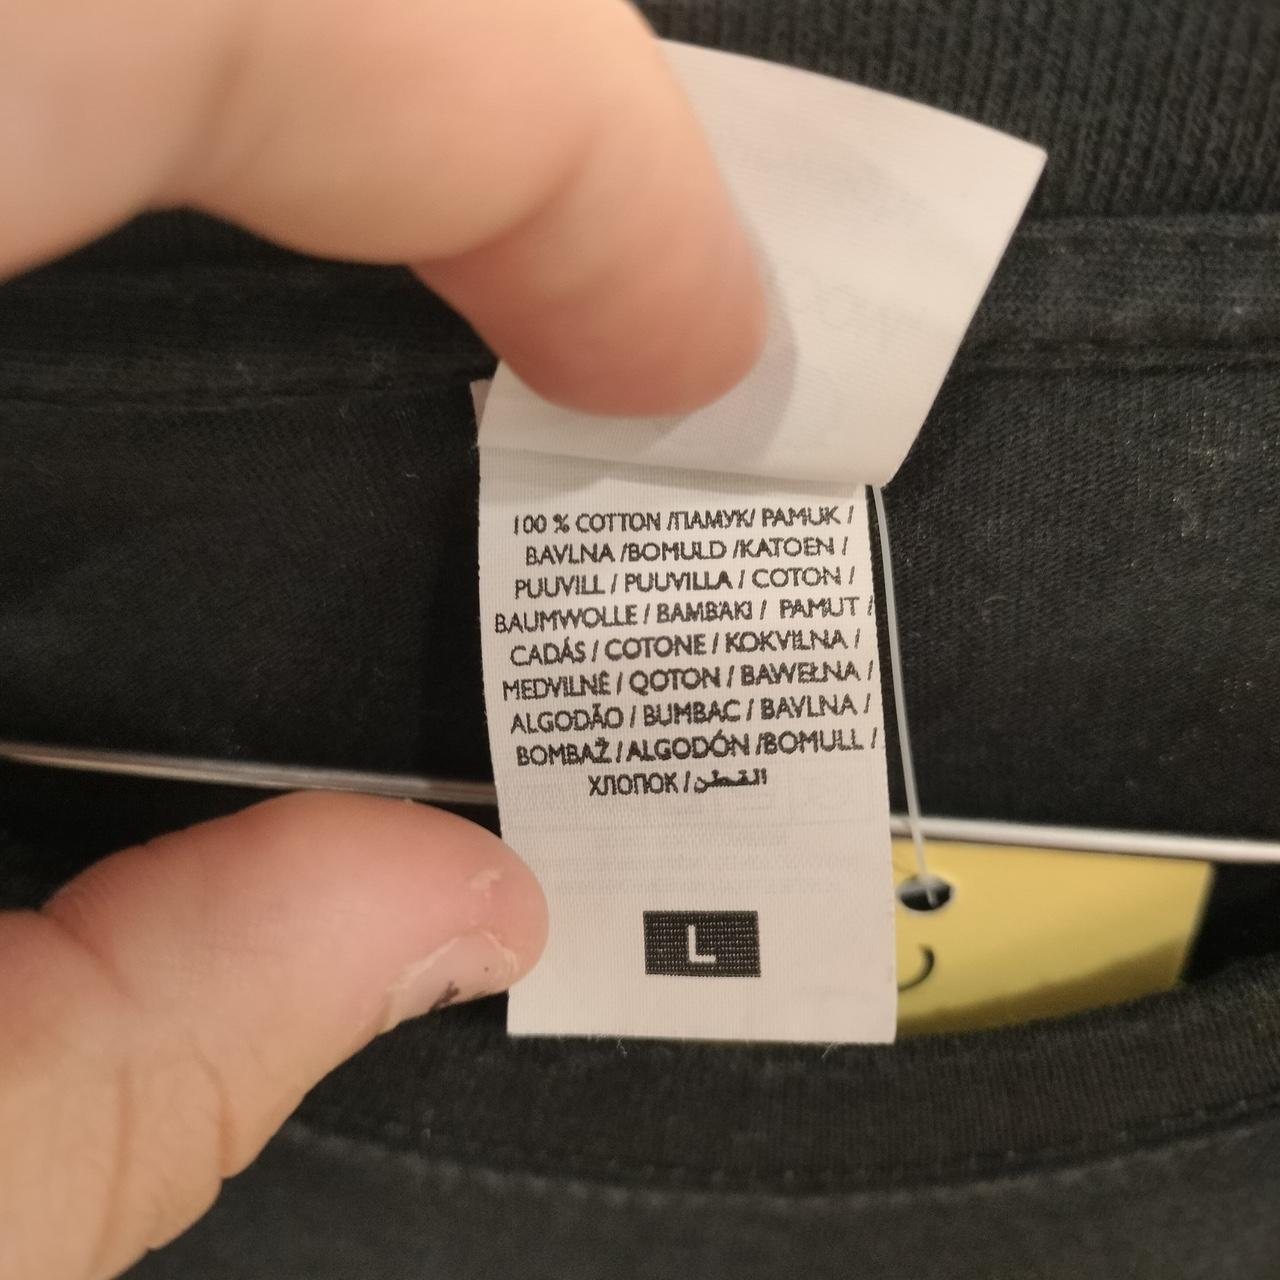 100 % COTTON /ПАМУК/ PAMUK /
BAVLNA /BOMULD /KATOEN /
PUUVILL / PUUVILLA / COTON /
BAUMWOLLE / BAMBAKI / PAMUT /
CADÁS / COTONE / KOKVILNA /
MEDVILNĖ / QOTON / BAWEŁNA /
ALGODÃO / BUMBAC / BAVLNA /
BOMBAŽ / ALGODÓN /BOMULL /
ХЛОПОК / القطن
L